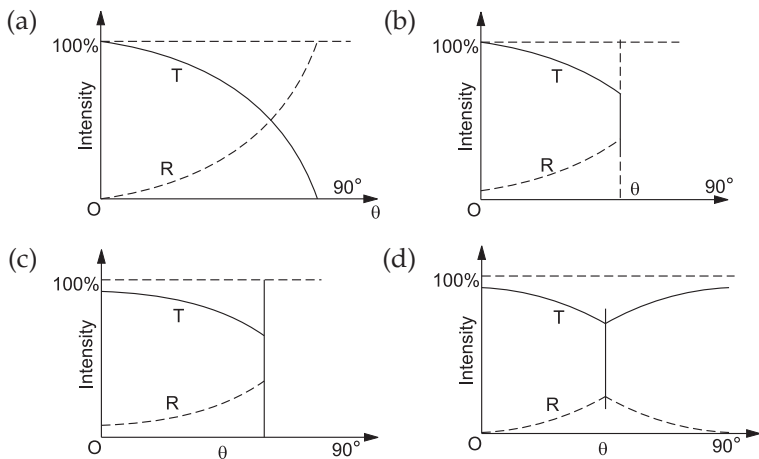 (a)
100%
Intensity
T
R
O
90°
θ
(b)
100%
Intensity
T
R
O
θ
90°
(c)
100%
Intensity
T
R
O
θ
90°
(d)
100%
Intensity
T
R
O
θ
90°